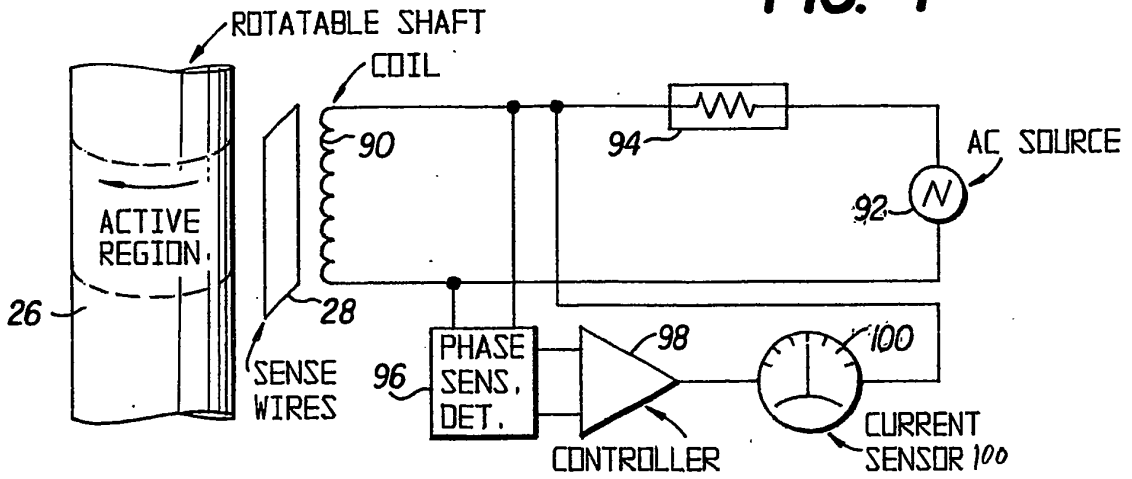 ROTATABLE SHAFT
COIL
90
94
AC SOURCE
92
ACTIVE
REGION
26
28
SENSE
WIRES
96
PHASE
SENS.
DET.
98
CONTROLLER
100
CURRENT
SENSOR 100